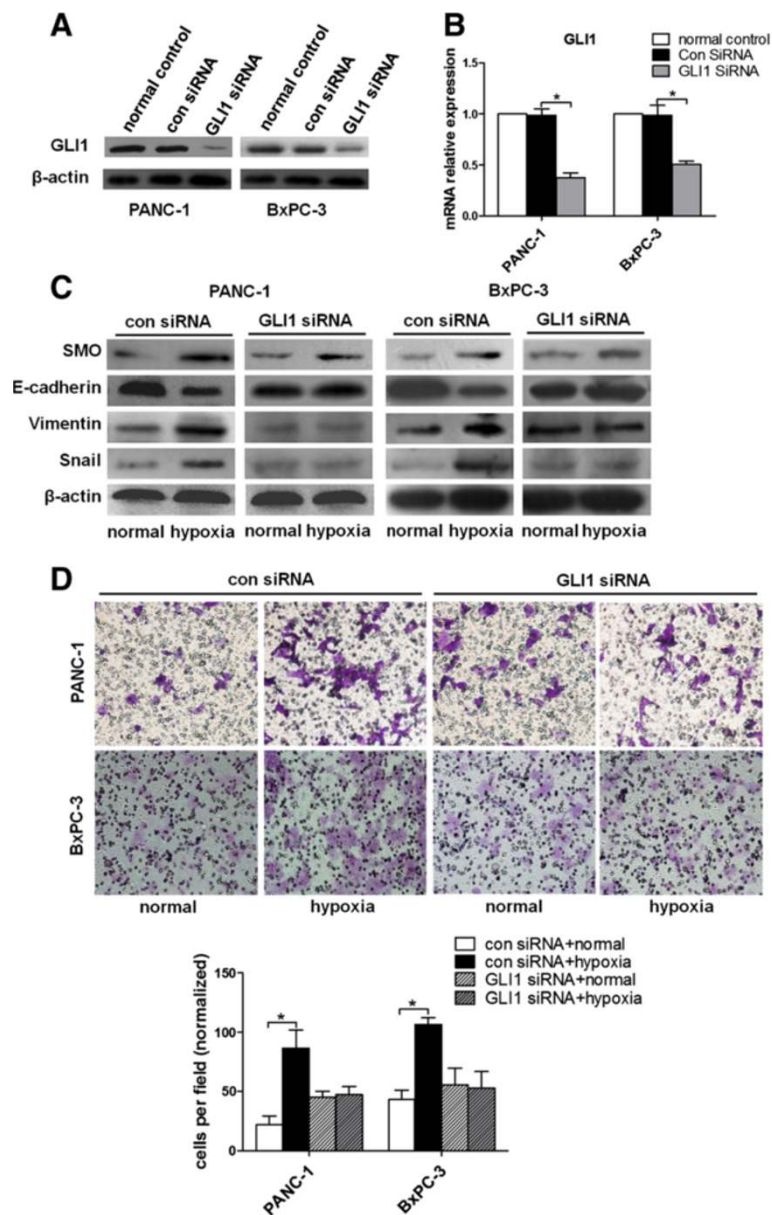 A
normal control
con siRNA
GLI1 siRNA
normal control
con siRNA
GLI1 siRNA
GLI1
β-actin
PANC-1
BxPC-3
B
GLI1
normal control
Con SiRNA
GLI1 SiRNA
mRNA relative expression
1.5
1.0
0.5
0.0
*
*
PANC-1
BxPC-3
C
PANC-1
BxPC-3
con siRNA
GLI1 siRNA
con siRNA
GLI1 siRNA
SMO
E-cadherin
Vimentin
Snail
β-actin
normal hypoxia
normal hypoxia
normal hypoxia
normal hypoxia
D
con siRNA
GLI1 siRNA
PANC-1
BxPC-3
normal
hypoxia
normal
hypoxia
con siRNA+normal
con siRNA+hypoxia
GLI1 siRNA+normal
GLI1 siRNA+hypoxia
cells per field (normalized)
150
100
50
0
*
*
PANC-1
BxPC-3